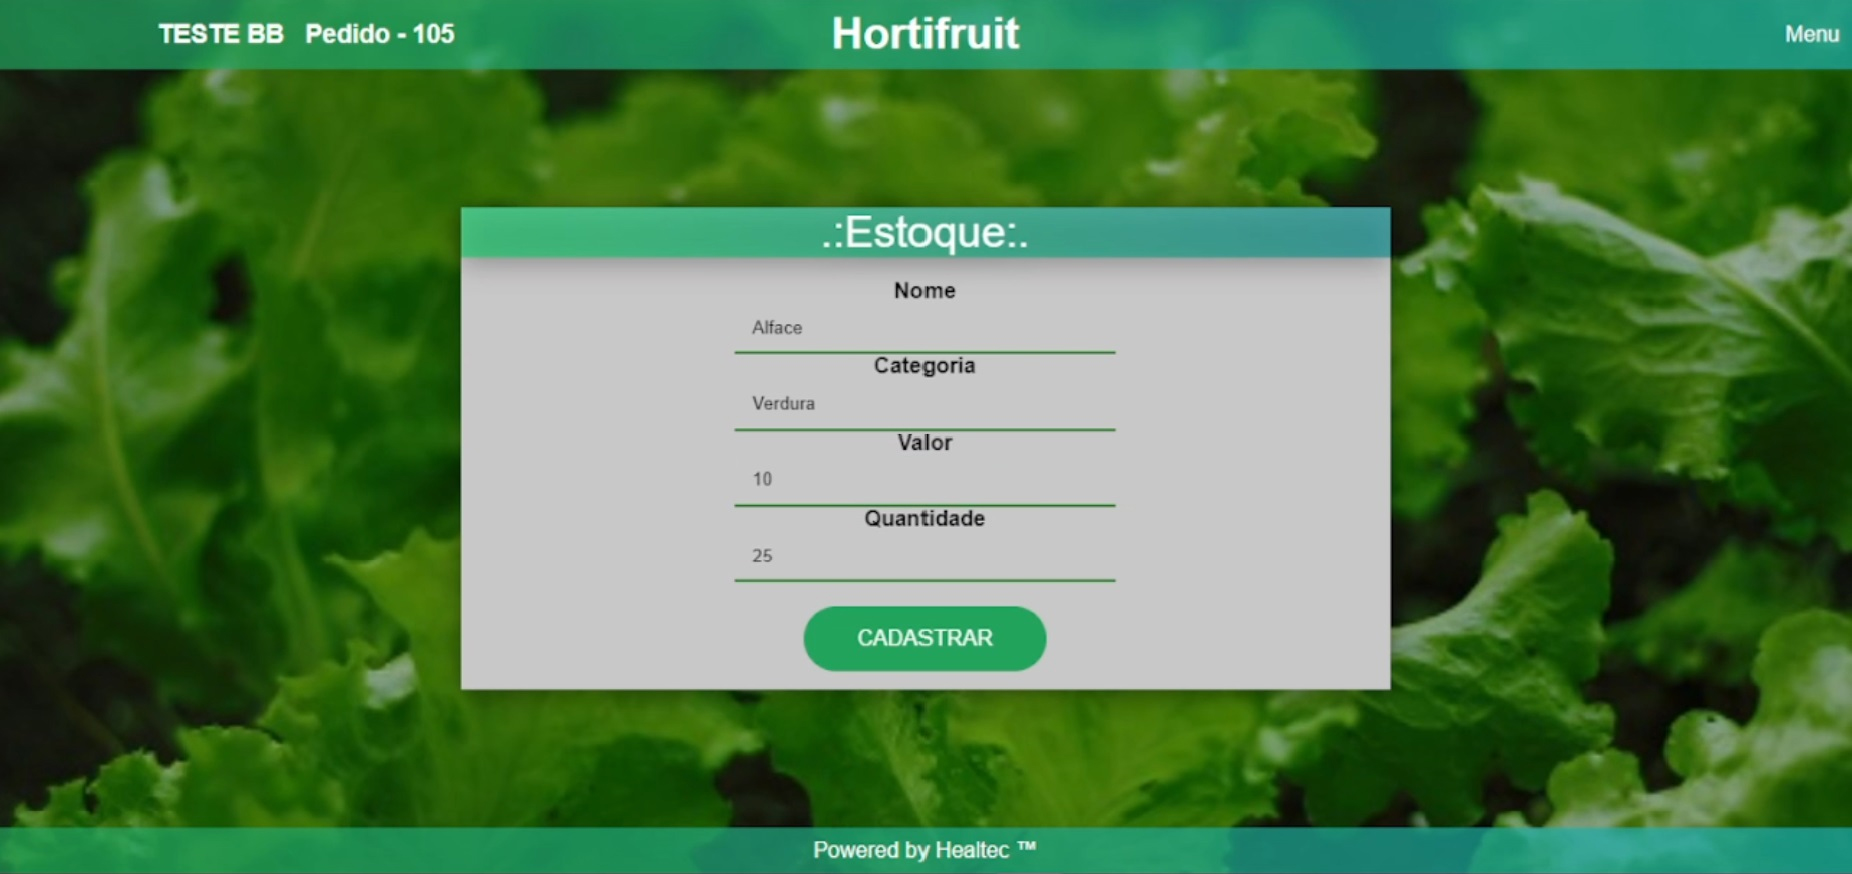 TESTE BB Pedido - 105
Hortifruit
Menu
.:Estoque:.
Nome
Alface
Categoria
Verdura
Valor
10
Quantidade
25
CADASTRAR
Powered by Healtec ™